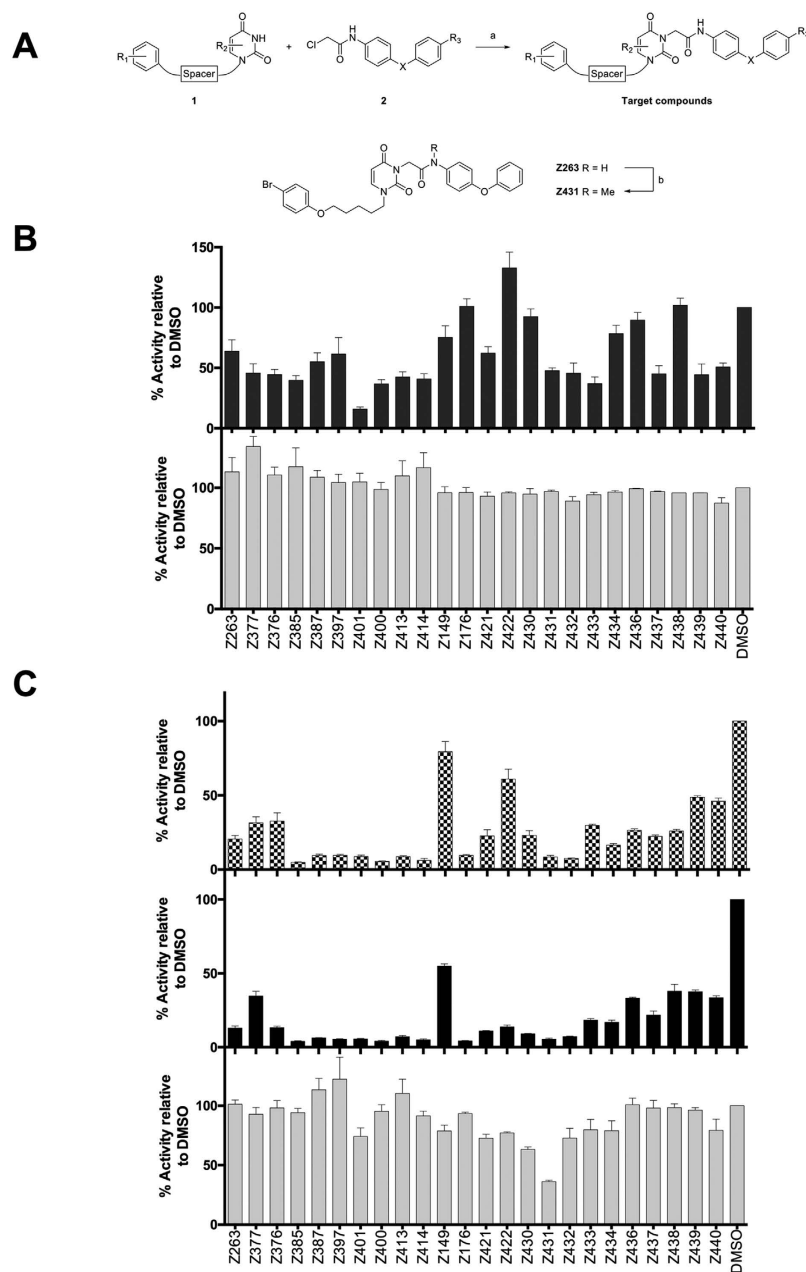 A
R1
Spacer
R2
O
NH
N
O
1
+
Cl
O
H
N
X
R3
2
a
R1
Spacer
R2
O
N
N
O
O
H
N
X
R3
Target compounds
Br
O
O
N
N
O
O
R
N
O
Z263 R = H
Z431 R = Me
b
B
% Activity relative
to DMSO
150
100
50
0
% Activity relative
to DMSO
100
50
0
Z263
Z377
Z376
Z385
Z387
Z397
Z401
Z400
Z413
Z414
Z149
Z176
Z421
Z422
Z430
Z431
Z432
Z433
Z434
Z436
Z437
Z438
Z439
Z440
DMSO
C
% Activity relative
to DMSO
100
50
0
% Activity relative
to DMSO
100
50
0
% Activity relative
to DMSO
100
50
0
Z263
Z377
Z376
Z385
Z387
Z397
Z401
Z400
Z413
Z414
Z149
Z176
Z421
Z422
Z430
Z431
Z432
Z433
Z434
Z436
Z437
Z438
Z439
Z440
DMSO